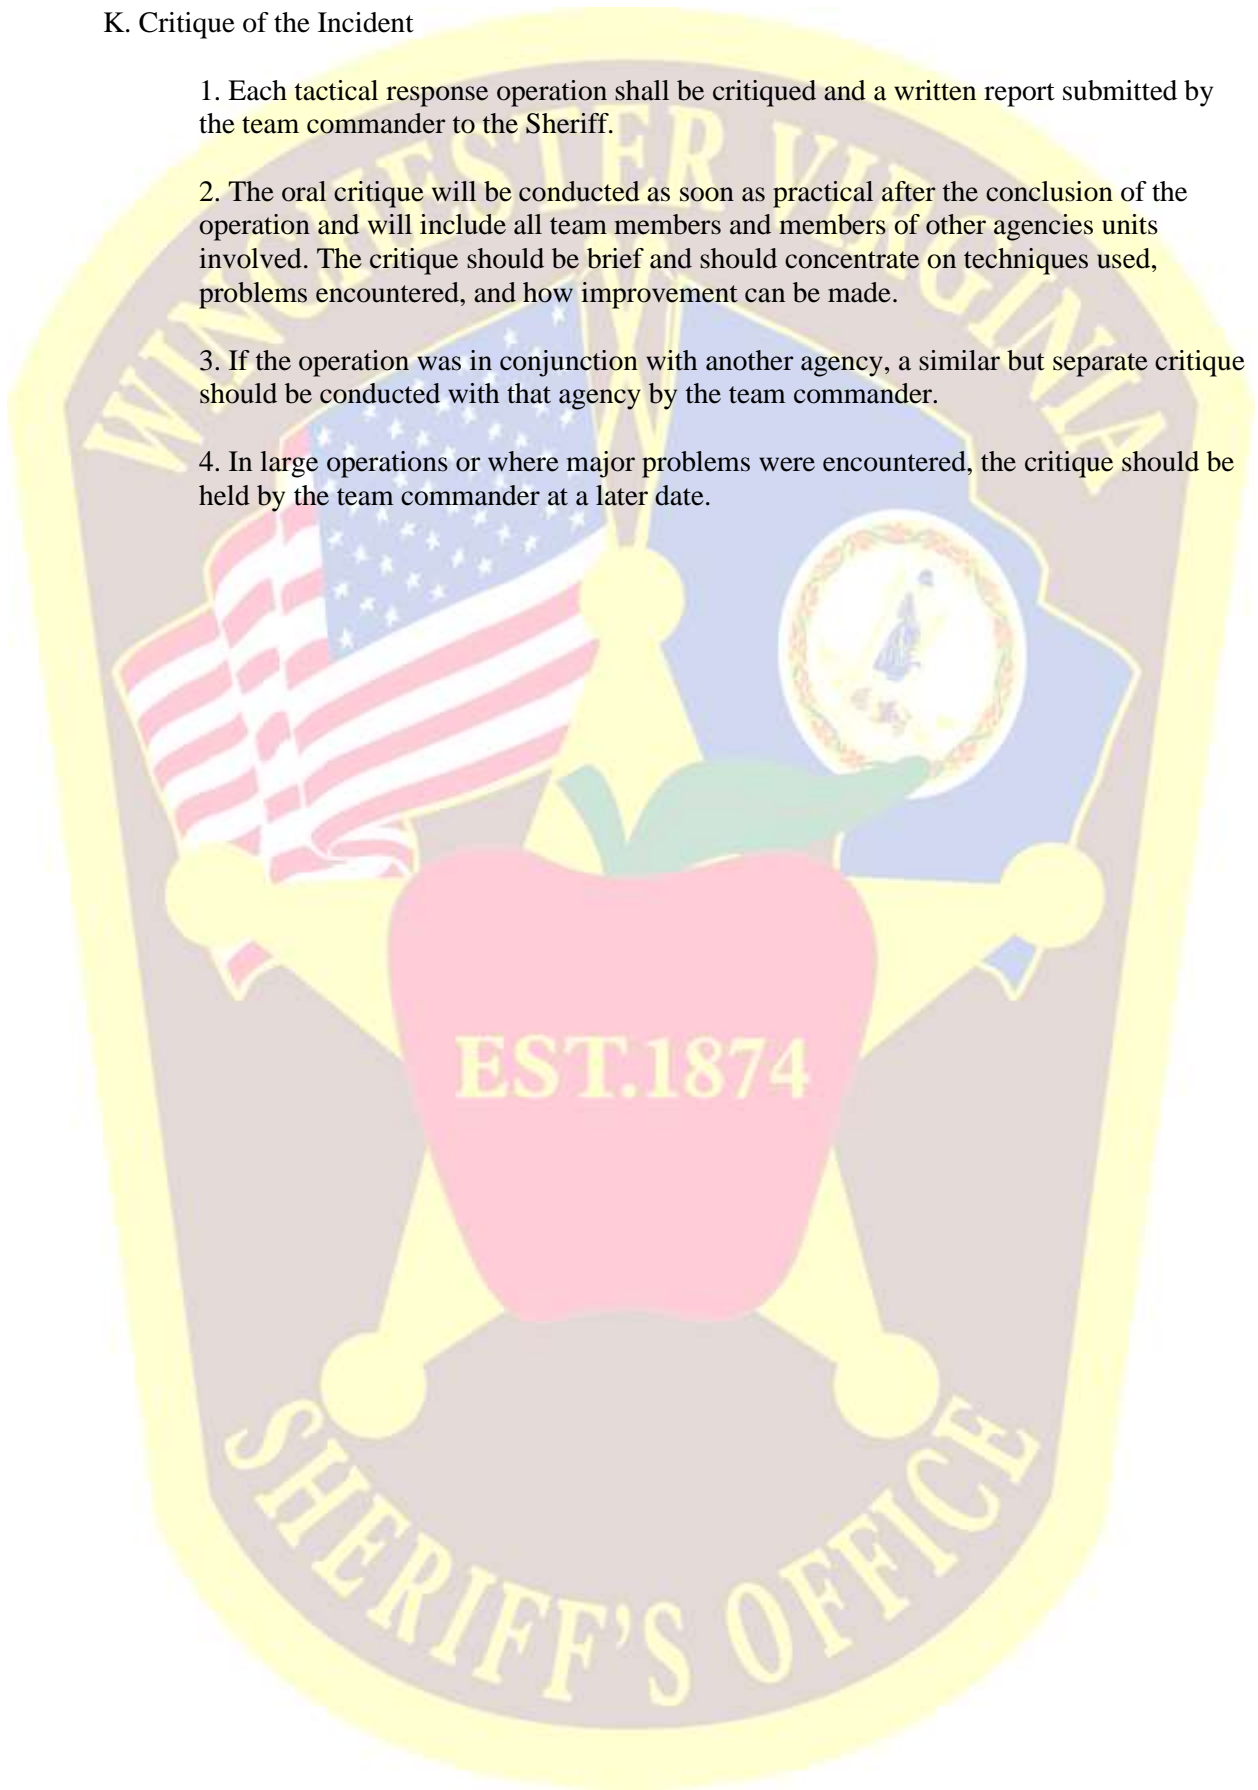 K. Critique of the Incident
1. Each tactical response operation shall be critiqued and a written report submitted by
the team commander to the Sheriff.
2. The oral critique will be conducted as soon as practical after the conclusion of the
operation and will include all team members and members of other agencies units
involved. The critique should be brief and should concentrate on techniques used,
problems encountered, and how improvement can be made.
3. If the operation was in conjunction with another agency, a similar but separate critique
should be conducted with that agency by the team commander.
4. In large operations or where major problems were encountered, the critique should be
held by the team commander at a later date.
WINCHESTER VIRGINIA
EST.1874
SHERIFF'S OFFICE